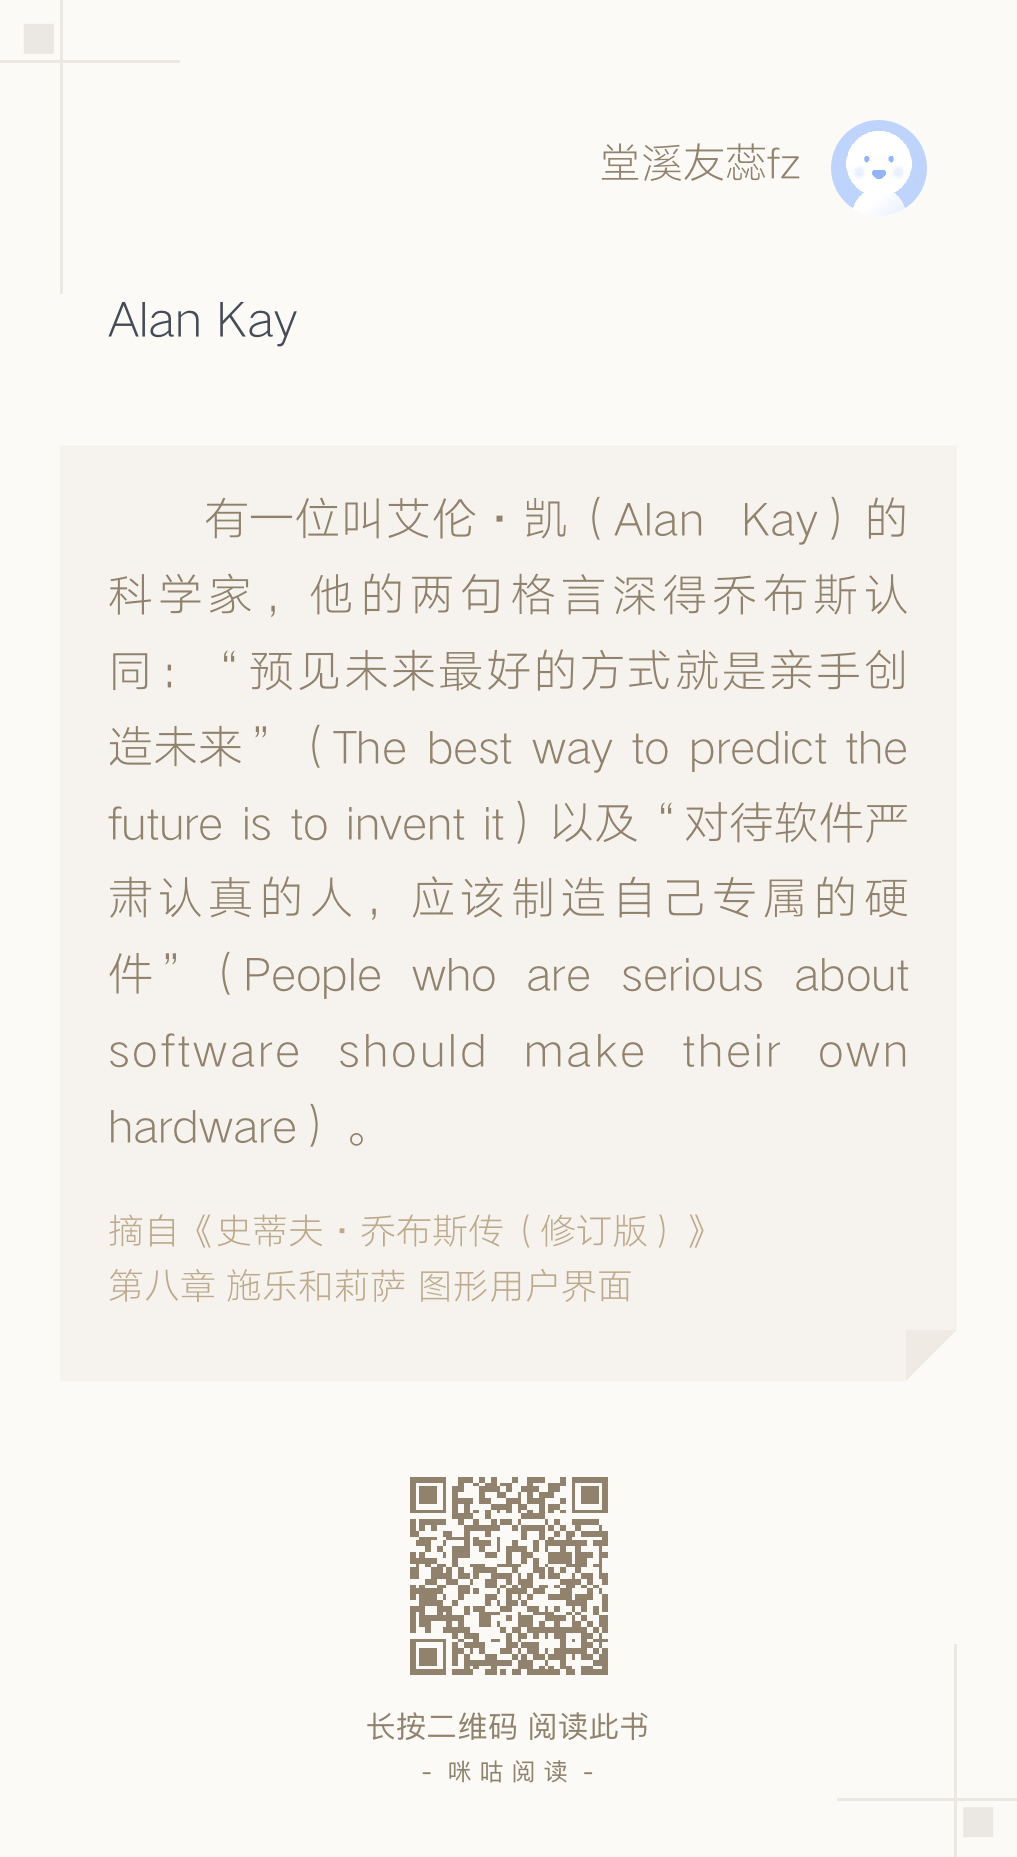 堂溪友蕊fz
Alan Kay
有一位叫艾伦·凯（Alan Kay）的
科学家，他的两句格言深得乔布斯认
同：“预见未来最好的方式就是亲手创
造未来”（The best way to predict the
future is to invent it）以及“对待软件严
肃认真的人，应该制造自己专属的硬
件”（People who are serious about
software should make their own
hardware）。
摘自《史蒂夫·乔布斯传（修订版）》
第八章 施乐和莉萨 图形用户界面
长按二维码 阅读此书
- 咪咕阅读 -